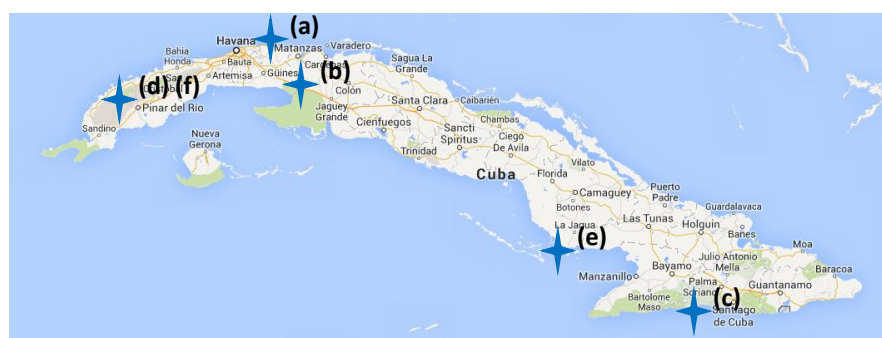 Havana
(a)
Matanzas
Varadero
Bahia
Honda
Bauta
Cardenas
Sagua La
Grande
(d) (f)
Artemisa
Güines
(b)
Colón
Pinar del Rio
Jaguey
Grande
Santa Clara
Caibarién
Sandino
Cienfuegos
Chambas
Nueva
Gerona
Sancti
Spiritus
Ciego
De Avila
Trinidad
Cuba
Florida
Vilato
Camaguey
Puerto
Padre
Botones
Guardalavaca
La Jagua
(e)
Las Tunas
Holguin
Banes
Moa
Manzanillo
Bayamo
Julio Antonio
Mella
Baracoa
Bartolome
Maso
Palma
Soriano
(c)
Guantanamo
Santiago
de Cuba